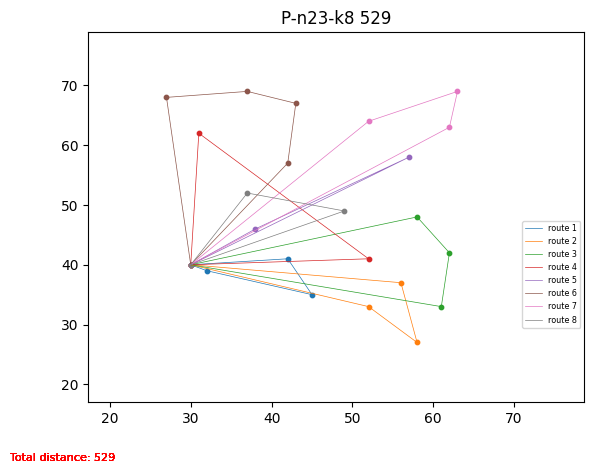 P-n23-k8 529
70
60
50
40
30
20
20 30 40 50 60 70
route 1
route 2
route 3
route 4
route 5
route 6
route 7
route 8
Total distance: 529